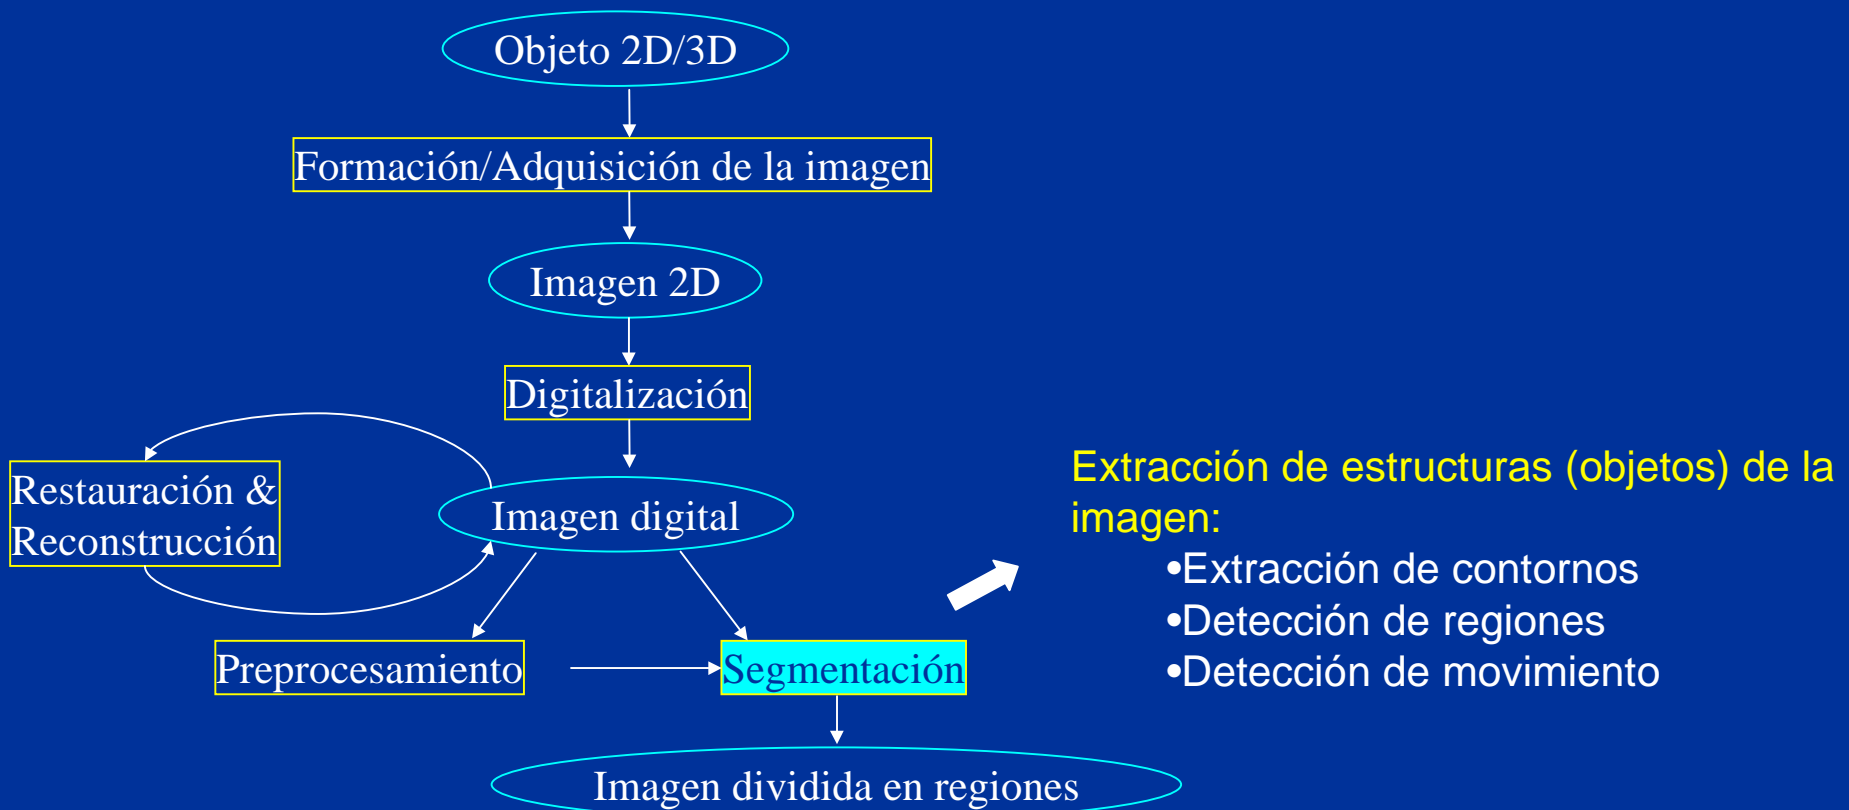 Objeto 2D/3D
Formación/Adquisición de la imagen
Imagen 2D
Digitalización
Restauración &
Reconstrucción
Imagen digital
Preprocesamiento
Segmentación
Imagen dividida en regiones
Extracción de estructuras (objetos) de la
imagen:
•Extracción de contornos
•Detección de regiones
•Detección de movimiento